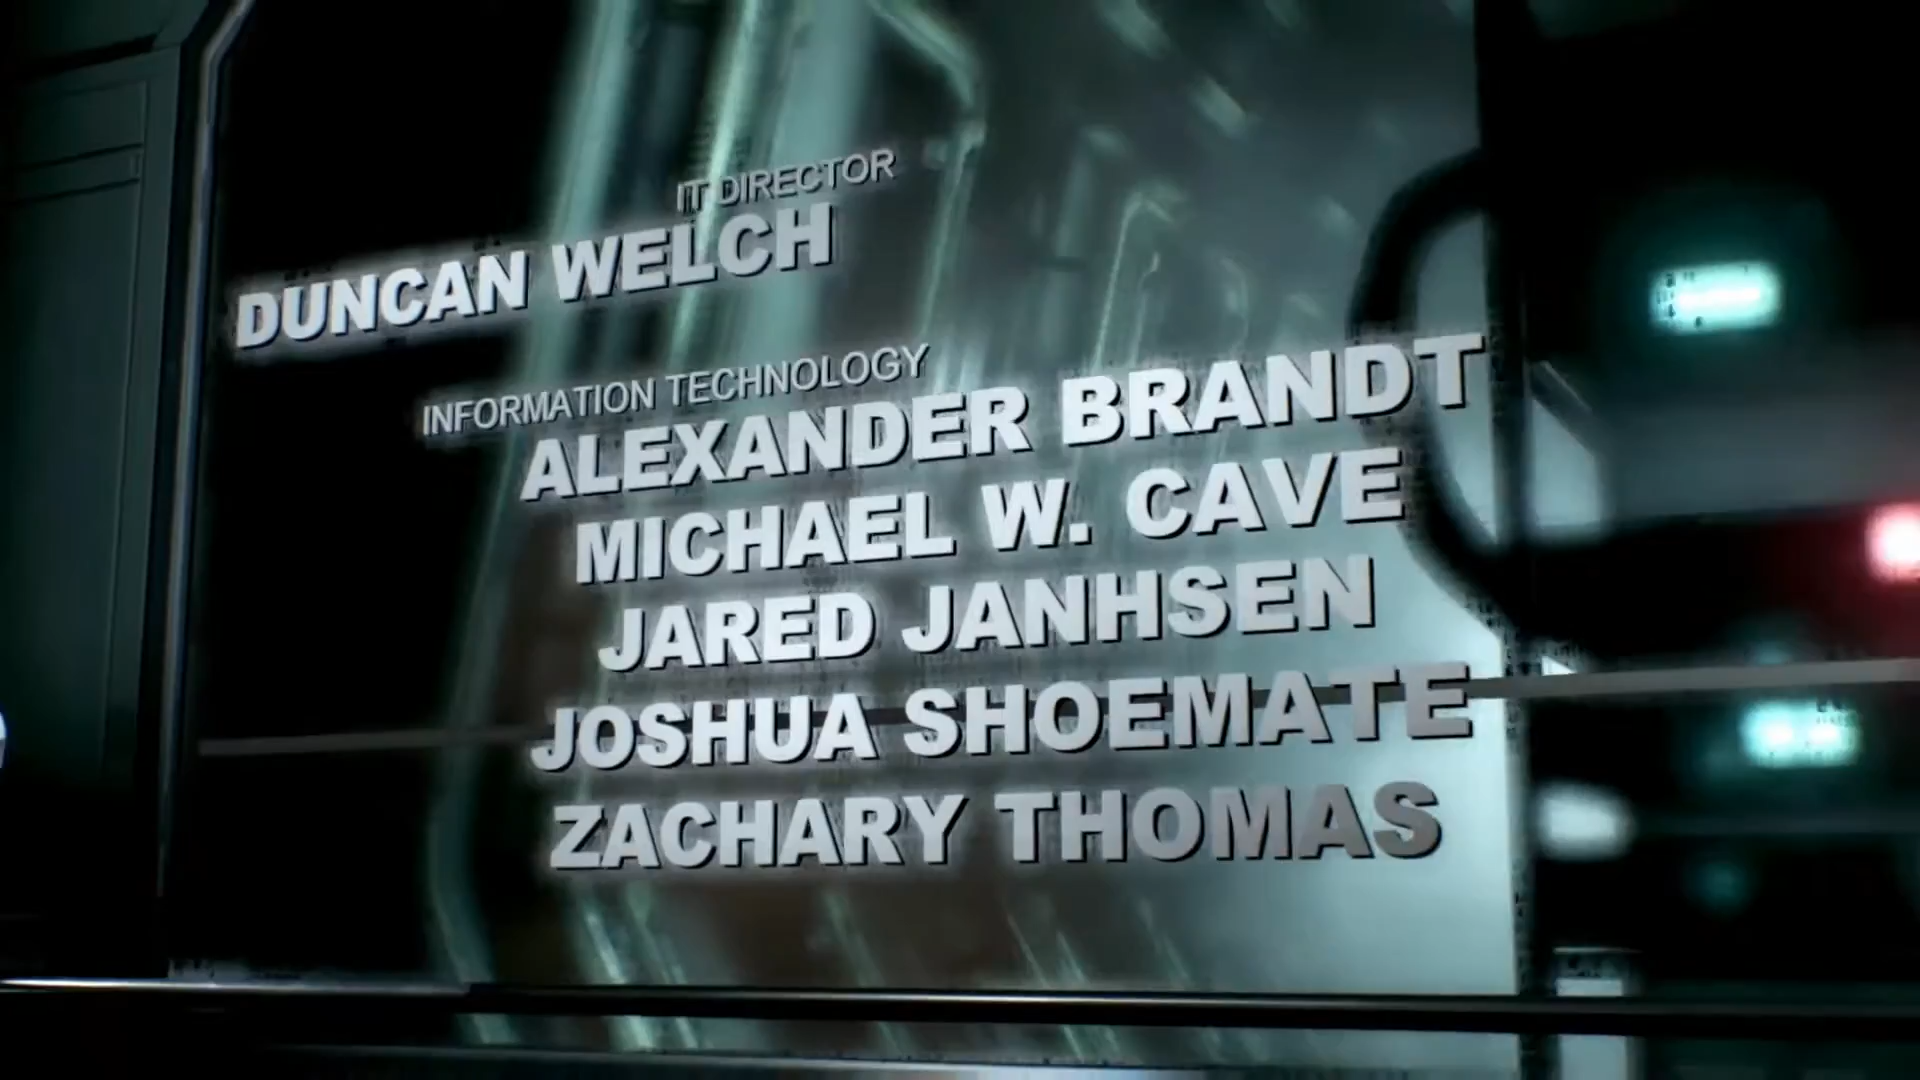 IT DIRECTOR
DUNCAN WELCH
INFORMATION TECHNOLOGY
ALEXANDER BRANDT
MICHAEL W. CAVE
JARED JANHSEN
JOSHUA SHOEMATE
ZACHARY THOMAS